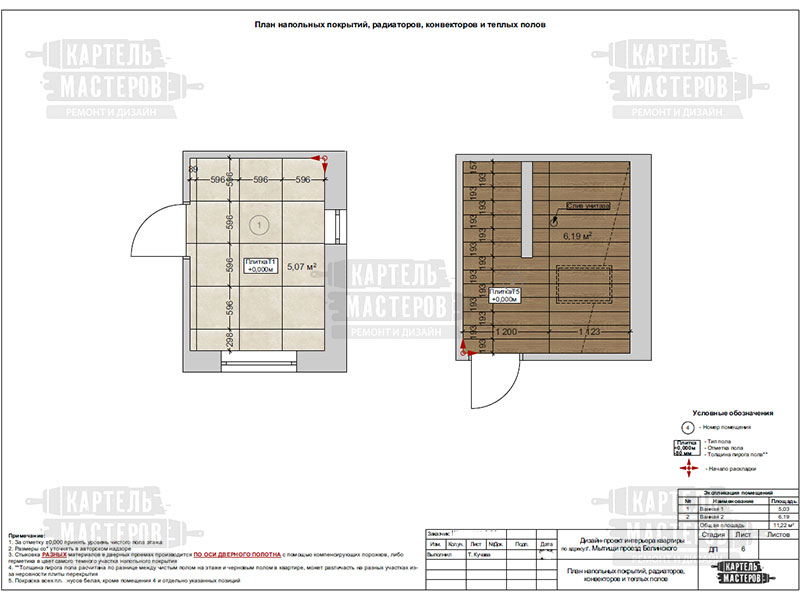 План напольных покрытий, радиаторов, конвекторов и теплых полов
КАРТЕЛЬ
МАСТЕРОВ
РЕМОНТ И ДИЗАЙН
КАРТЕЛЬ
МАСТЕРОВ
РЕМОНТ И ДИЗАЙН
89
596
596
596
596
596
596
596
298
1
Плитка Т1
+0,000м
5,07 м²
157
193
193
193
193
193
193
193
193
193
193
193
193
193
193
Слив унитаза
6,19 м²
Плитка Т5
+0,000м
1 200
1 123
КАРТЕЛЬ
МАСТЕРОВ
РЕМОНТ И ДИЗАЙН
Условные обозначения
4 - Номер помещения
Плитка
+0,000м
-80 мм
- Тип пола
- Отметка пола
- Толщина пирога пола**
- Начало раскладки
КАРТЕЛЬ
МАСТЕРОВ
Экспликация помещений
№ Наименование Площадь
1 Ванная 1 5,03
2 Ванная 2 6,19
Общая площадь 11,22 м²
Примечание:
1. За отметку ±0,000 принять уровень чистого пола этажа
2. Размеры со* уточнить в авторском надзоре
3. Стыковка РАЗНЫХ материалов в дверных проемах производится ПО ОСИ ДВЕРНОГО ПОЛОТНА с помощью компенсирующих порожков, либо
герметика в цвет самого темного участка напольного покрытия
4. **Толщина пирога пола расчитана по разнице между чистым полом на этаже и черновым полом в квартире, может различаться на разных участках из-
за неровности плиты перекрытия
5. Покраска всех пл. нусов белая, кроме помещения 4 и отдельно указанных позиций
Заказчик
Изм. Колуч. Лист №Док. Подп. Дата
Выполнил Т. Кучава
Дизайн-проект интерьера квартиры
по адресу г. Мытищи проезд Белинского
Стадия Лист Листов
ДП 6
План напольных покрытий, радиаторов,
конвекторов и теплых полов
КАРТЕЛЬ
МАСТЕРОВ